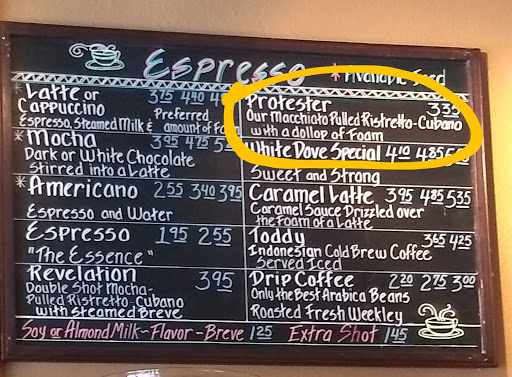 Espresso
* Available Iced
* Latte or 3.75 4.40 4
Cappuccino Preferred
Espresso, Steamed Milk & amount of Foam
* Mocha 3.95 4.75 5
Dark or White Chocolate
Stirred into a Latte
* Americano 2.55 3.40 3.95
Espresso and Water
Espresso 1.95 2.55
"The Essence"
Revelation 3.95
Double Shot Mocha-
Pulled Ristretto-Cubano
with Steamed Breve
Protester 3.35
Our Macchiato Pulled Ristretto-Cubano
with a dollop of Foam
White Dove Special 4.10 4.85 5
Sweet and Strong
Caramel Latte 3.95 4.85 5.35
Caramel Sauce Drizzled over
the Foam of a Latte
Toddy 3.65 4.25
Indonesian Cold Brew Coffee
Served Iced
Drip Coffee 2.20 2.75 3.00
Only the Best Arabica Beans
Roasted Fresh Weekley
Soy or Almond Milk - Flavor - Breve 1.25 Extra Shot 1.45